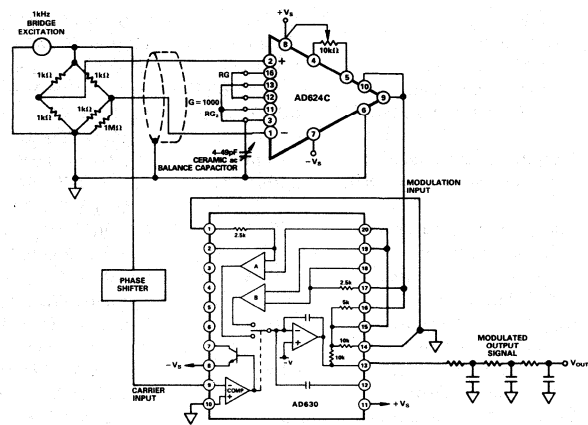 1kHz
BRIDGE
EXCITATION
+VS
8
10kΩ
1kΩ
1kΩ
1kΩ
1kΩ
1MΩ
2
+
4
5
RG
16
13
12
11
G = 1000
RG2
3
1
−
10
9
6
AD624C
7
−VS
4–49pF
CERAMIC ac
BALANCE CAPACITOR
MODULATION
INPUT
PHASE
SHIFTER
1
2.5k
20
2
19
3
A
18
4
B
2.5k
17
5
5k
16
6
15
7
10k
14
−V
10k
13
8
−VS
CARRIER
INPUT
9
COMP
12
10
AD630
11
+VS
MODULATED
OUTPUT
SIGNAL
VOUT